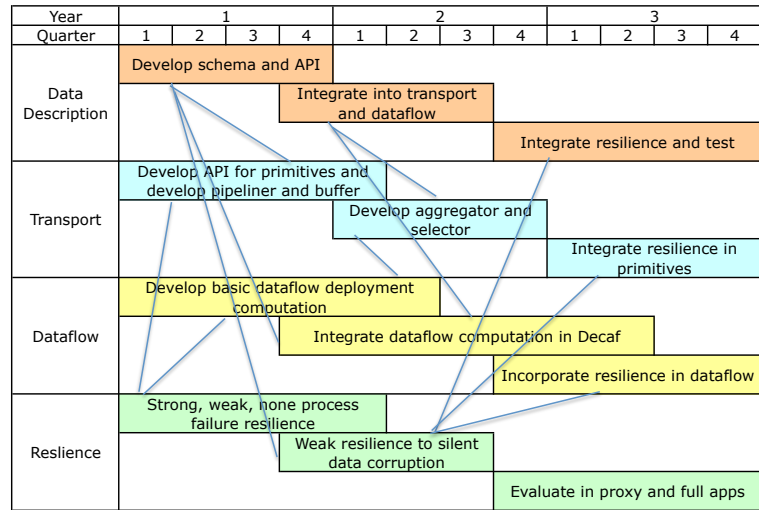 Year 1 2 3
Quarter 1 2 3 4 1 2 3 4 1 2 3 4
Data
Description
Develop schema and API
Integrate into transport
and dataflow
Integrate resilience and test
Transport
Develop API for primitives and
develop pipeliner and buffer
Develop aggregator and
selector
Integrate resilience in
primitives
Dataflow
Develop basic dataflow deployment
computation
Integrate dataflow computation in Decaf
Incorporate resilience in dataflow
Reslience
Strong, weak, none process
failure resilience
Weak resilience to silent
data corruption
Evaluate in proxy and full apps